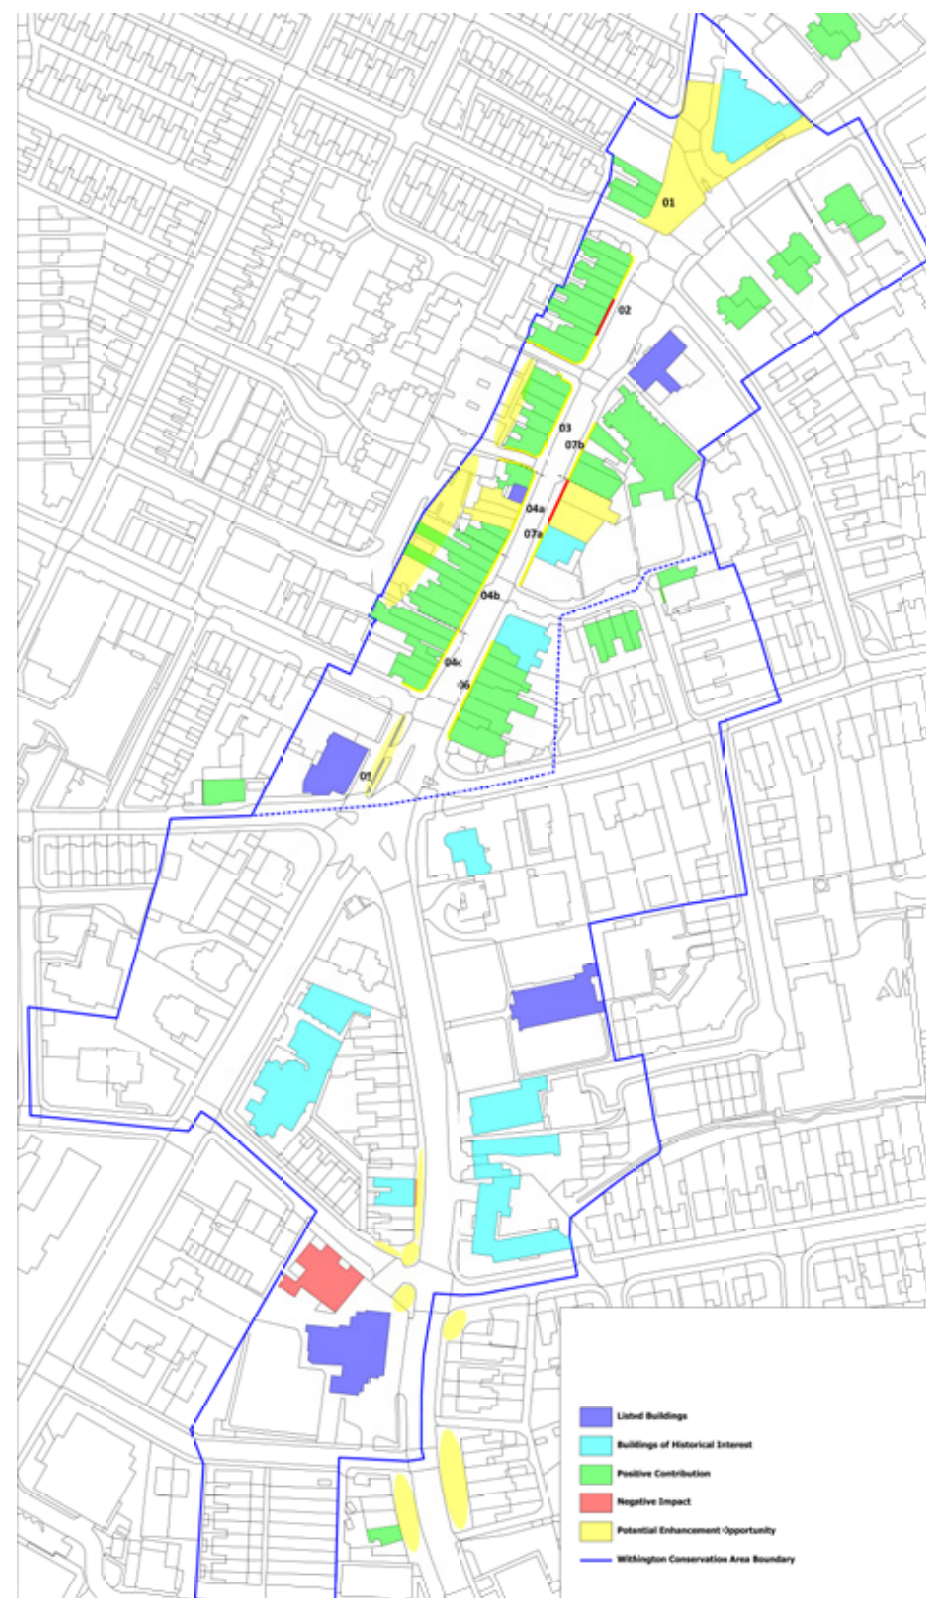 01
02
03
07b
04a
07a
04b
04c
06
05
Listed Buildings
Buildings of Historical Interest
Positive Contribution
Negative Impact
Potential Enhancement Opportunity
Withington Conservation Area Boundary